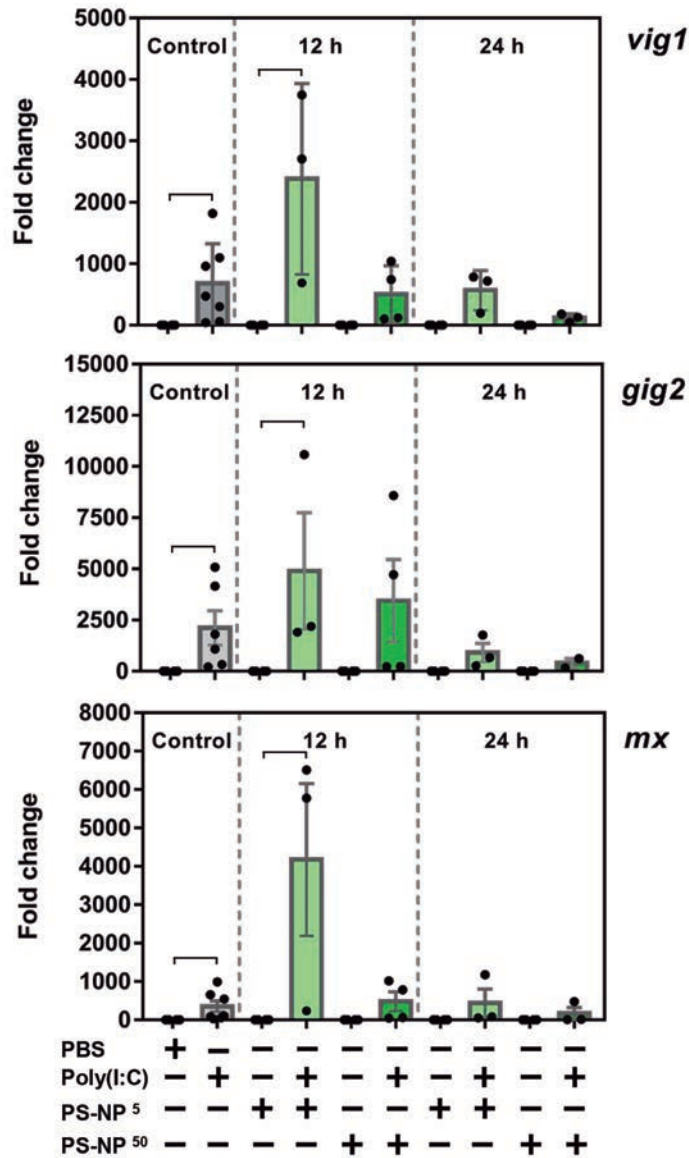 vig1
Control 12 h 24 h
5000
4000
3000
2000
1000
0
Fold change
gig2
Control 12 h 24 h
15000
12500
10000
7500
5000
2500
0
Fold change
mx
Control 12 h 24 h
8000
7000
6000
5000
4000
3000
2000
1000
0
Fold change
PBS + – – – – – – – – –
Poly(I:C) – + – + – + – + – +
PS-NP 5 – – + + – – + + – –
PS-NP 50 – – – – + + – – + +